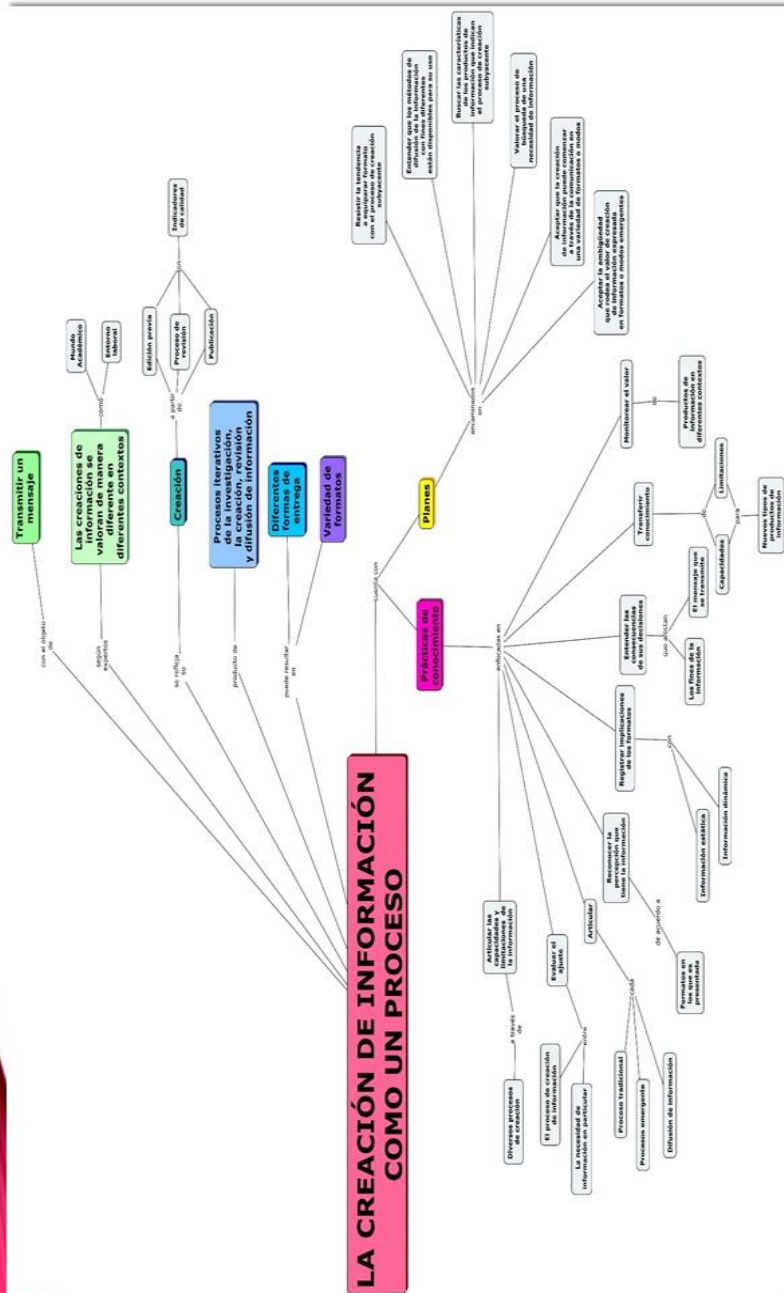 LA CREACIÓN DE INFORMACIÓN
COMO UN PROCESO
con el objeto
de
Transmitir un
mensaje
según
expertos
Las creaciones de
información se
valoran de manera
diferente en
diferentes contextos
como
Mundo
Académico
Entorno
laboral
se refleja
su
Creación
a partir
de
Edición previa
Proceso de
revisión
Publicación
son
Indicadores
de calidad
producto de
Procesos iterativos
de la investigación,
la creación, revisión
y difusión de información
puede resultar
en
Diferentes
formas de
entrega
Variedad de
formatos
cuenta con
Planes
encaminados
en
Resistir la tendencia
a equiparar formato
con el proceso de creación
subyacente
Entender que los métodos de
difusión de la información
con fines diferentes
están disponibles para su uso
Buscar las características
de los productos de
información que indican
el proceso de creación
subyacente
Valorar el proceso de
búsqueda de una
necesidad de información
Aceptar que la creación
de información puede comenzar
a través de la comunicación en
una variedad de formatos o modos
Aceptar la ambigüedad
que rodea el valor de creación
de información expresada
en formatos o modos emergentes
Prácticas de
conocimiento
enfocadas en
Articular las
capacidades y
limitaciones de
la información
a través
de
Diversos procesos
de creación
Evaluar el
ajuste
entre
El proceso de creación
de información
La necesidad de
información en particular
Articular
cada
Proceso tradicional
Procesos emergente
Difusión de información
Reconocer la
percepción que
tiene la información
de acuerdo a
Formatos en
los que es
presentada
Registrar implicaciones
de los formatos
con
Información estática
Información dinámica
Entender las
consecuencias
de sus decisiones
que afectan
Los fines de la
información
El mensaje que
se transmite
Transferir
conocimiento
de
Capacidades
Limitaciones
para
Nuevos tipos de
productos de
información
Monitorear el valor
de
Productos de
información en
diferentes contextos